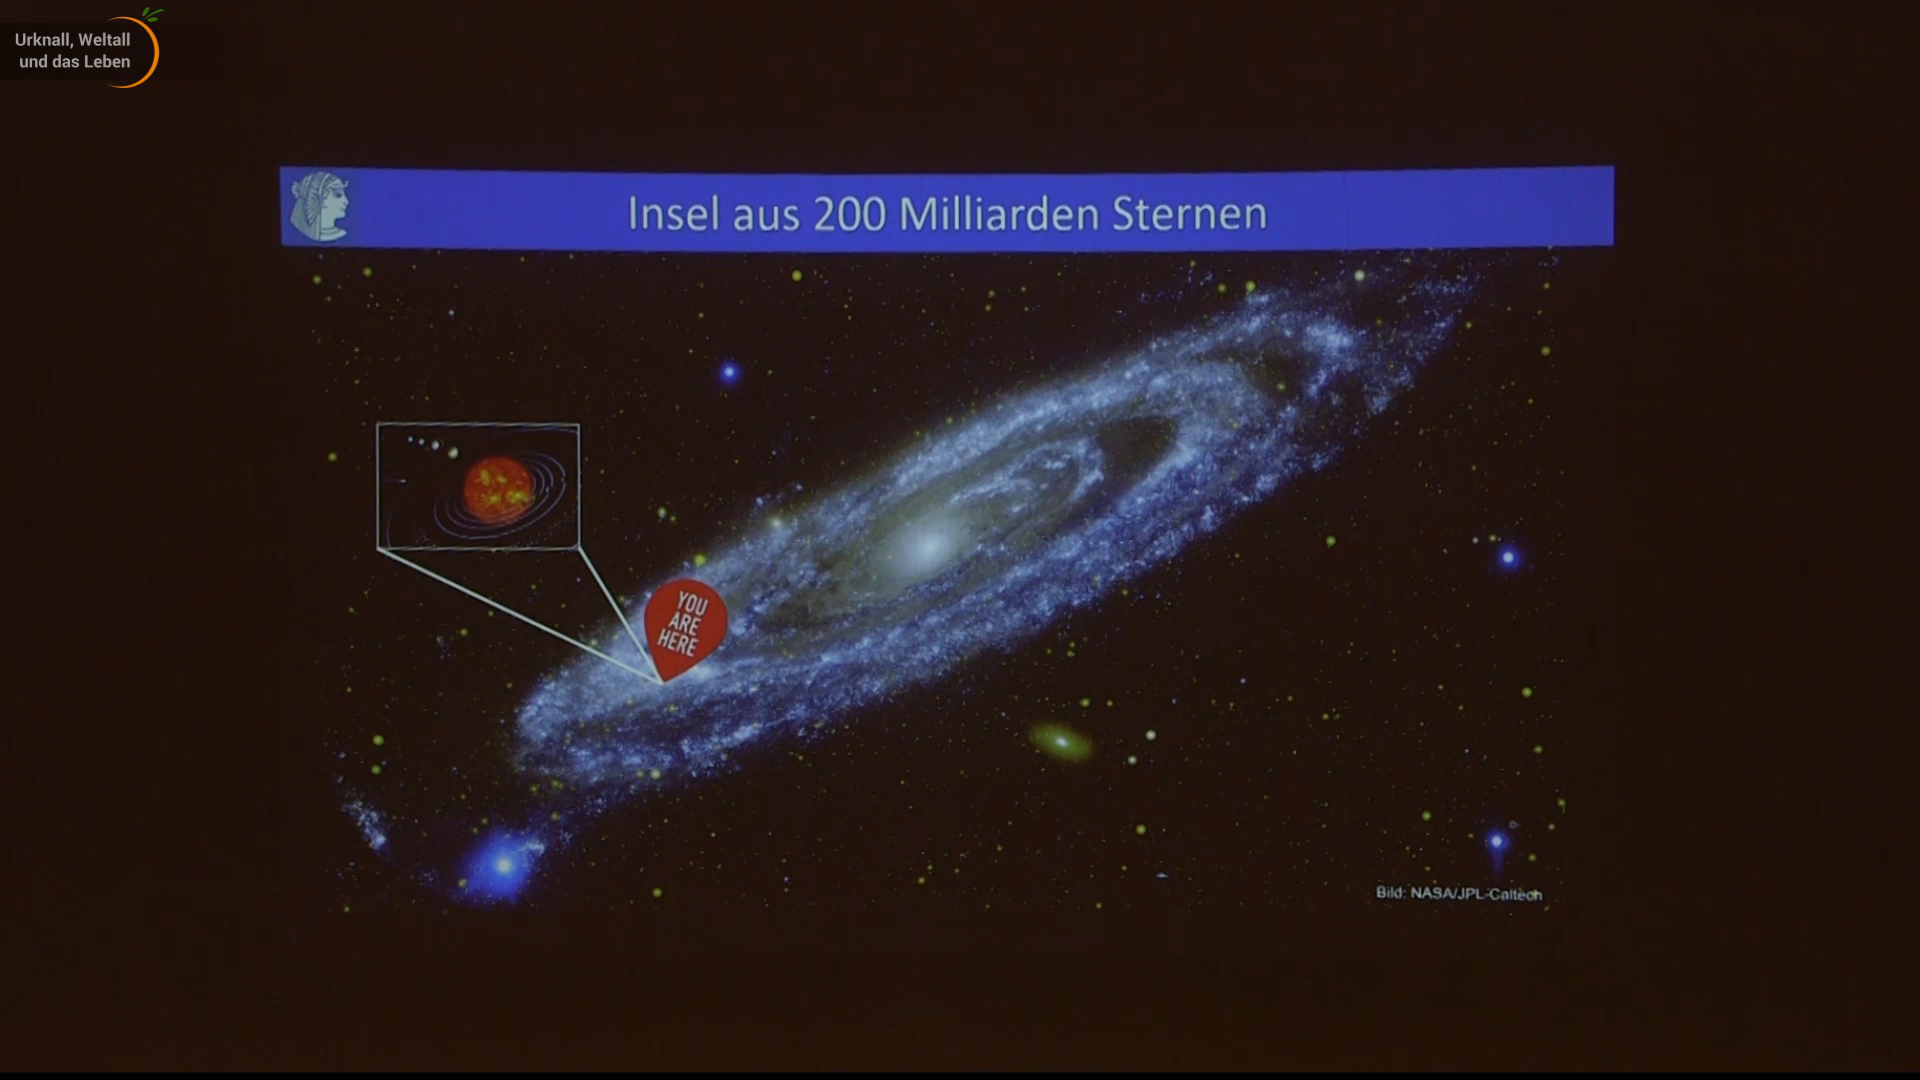 Urknall, Weltall
und das Leben
Insel aus 200 Milliarden Sternen
YOU
ARE
HERE
Bild: NASA/JPL-Caltech